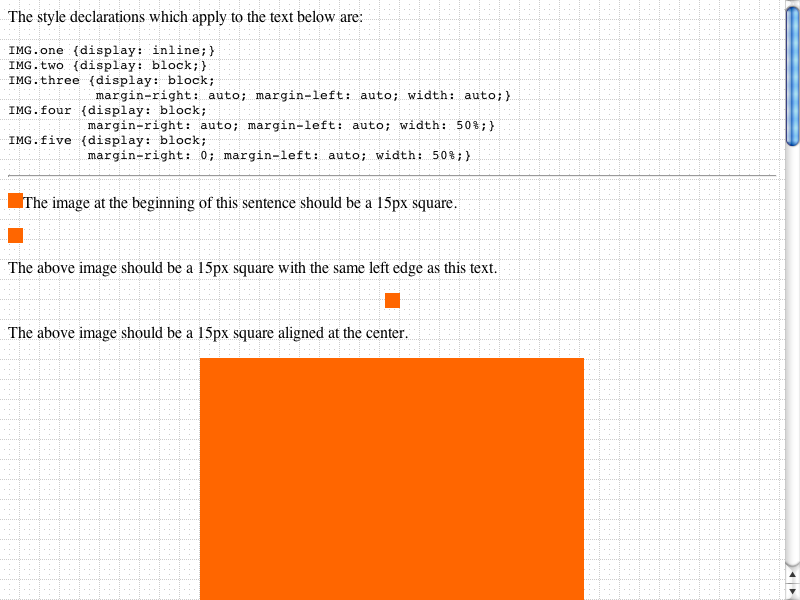 The style declarations which apply to the text below are:
IMG.one {display: inline;}
IMG.two {display: block;}
IMG.three {display: block;
           margin-right: auto; margin-left: auto; width: auto;}
IMG.four {display: block;
          margin-right: auto; margin-left: auto; width: 50%;}
IMG.five {display: block;
          margin-right: 0; margin-left: auto; width: 50%;}
The image at the beginning of this sentence should be a 15px square.
The above image should be a 15px square with the same left edge as this text.
The above image should be a 15px square aligned at the center.